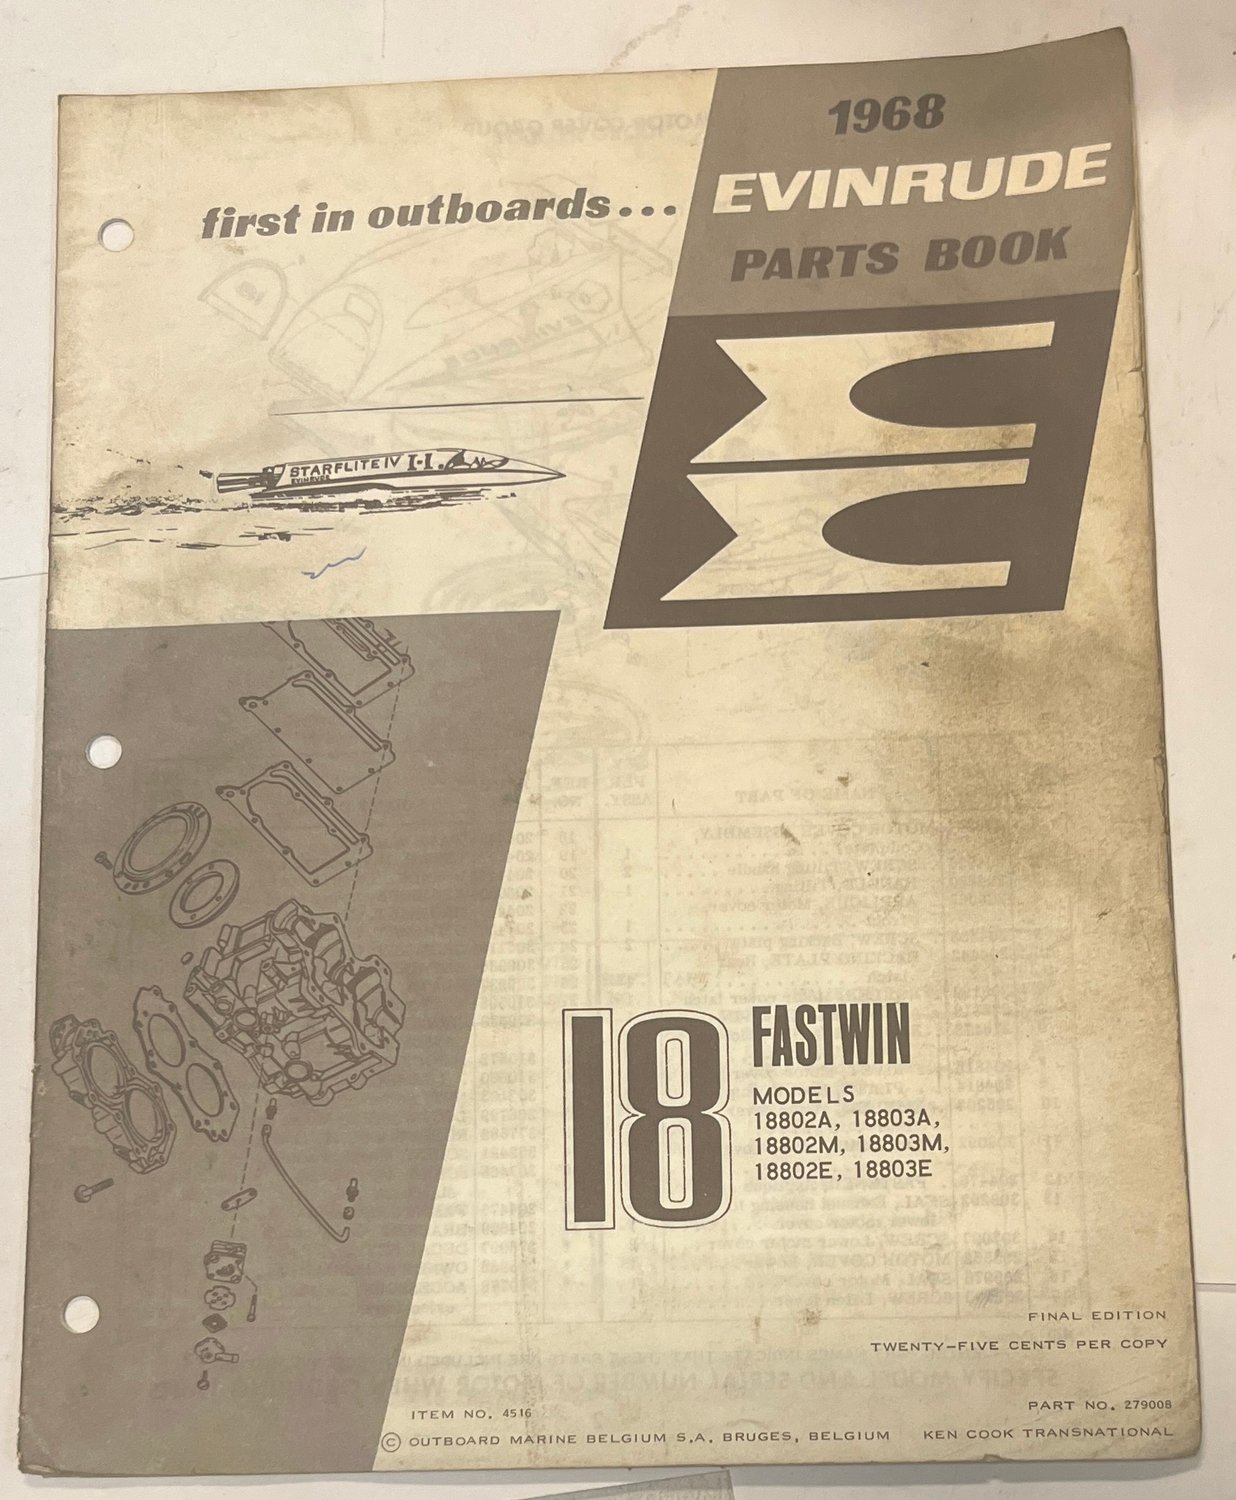 1968
EVINRUDE
PARTS BOOK
first in outboards...
STARFLITE IV I-I.
EVINRUDE
18 FASTWIN
MODELS
18802A, 18803A,
18802M, 18803M,
18802E, 18803E
FINAL EDITION
TWENTY-FIVE CENTS PER COPY
ITEM NO. 4516
PART NO. 279008
© OUTBOARD MARINE BELGIUM S.A. BRUGES, BELGIUM KEN COOK TRANSNATIONAL